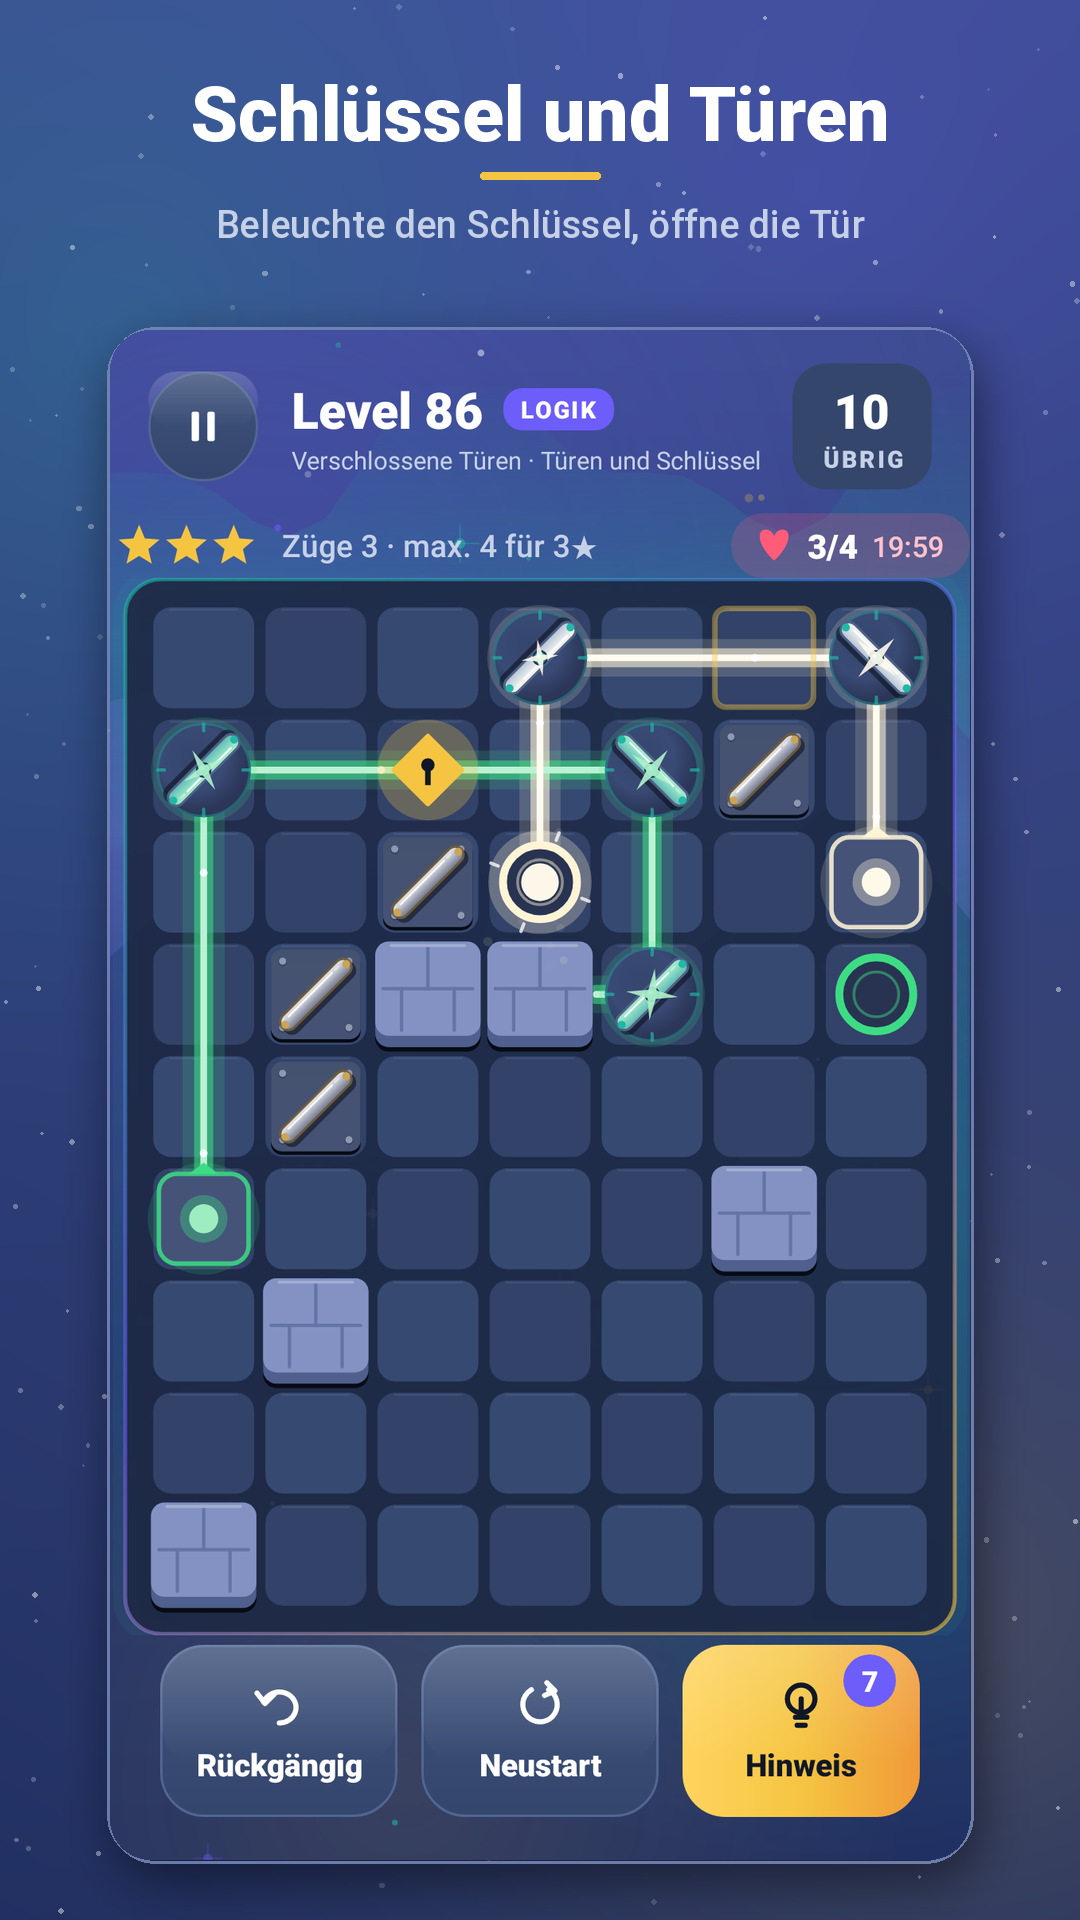 Schlüssel und Türen
Beleuchte den Schlüssel, öffne die Tür
Level 86 LOGIK
Verschlossene Türen · Türen und Schlüssel
10
ÜBRIG
Züge 3 · max. 4 für 3★
3/4 19:59
Rückgängig
Neustart
7
Hinweis